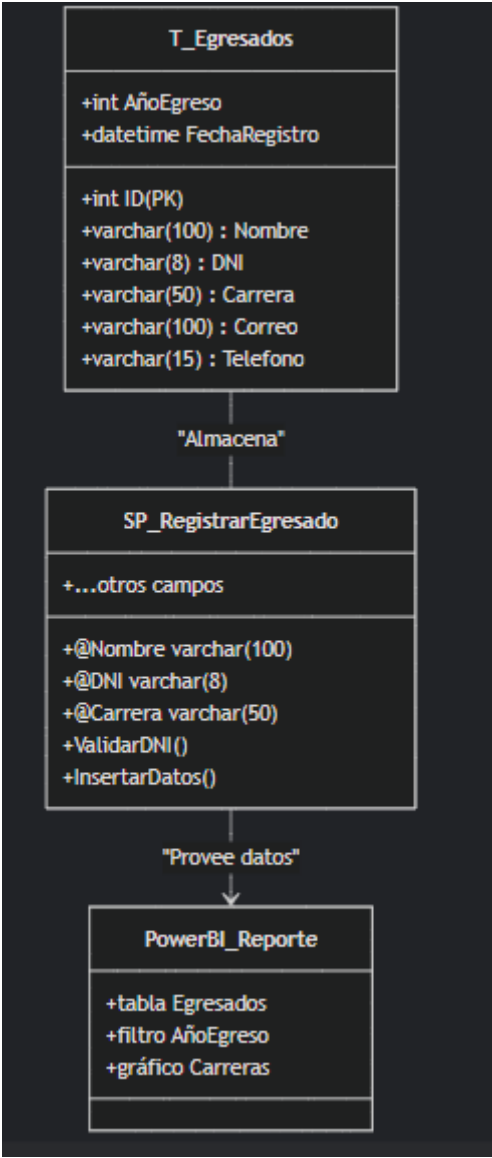 T_Egresados
+int AñoEgreso
+datetime FechaRegistro
+int ID(PK)
+varchar(100) : Nombre
+varchar(8) : DNI
+varchar(50) : Carrera
+varchar(100) : Correo
+varchar(15) : Telefono
"Almacena"
SP_RegistrarEgresado
+...otros campos
+@Nombre varchar(100)
+@DNI varchar(8)
+@Carrera varchar(50)
+ValidarDNI()
+InsertarDatos()
"Provee datos"
PowerBI_Reporte
+tabla Egresados
+filtro AñoEgreso
+gráfico Carreras